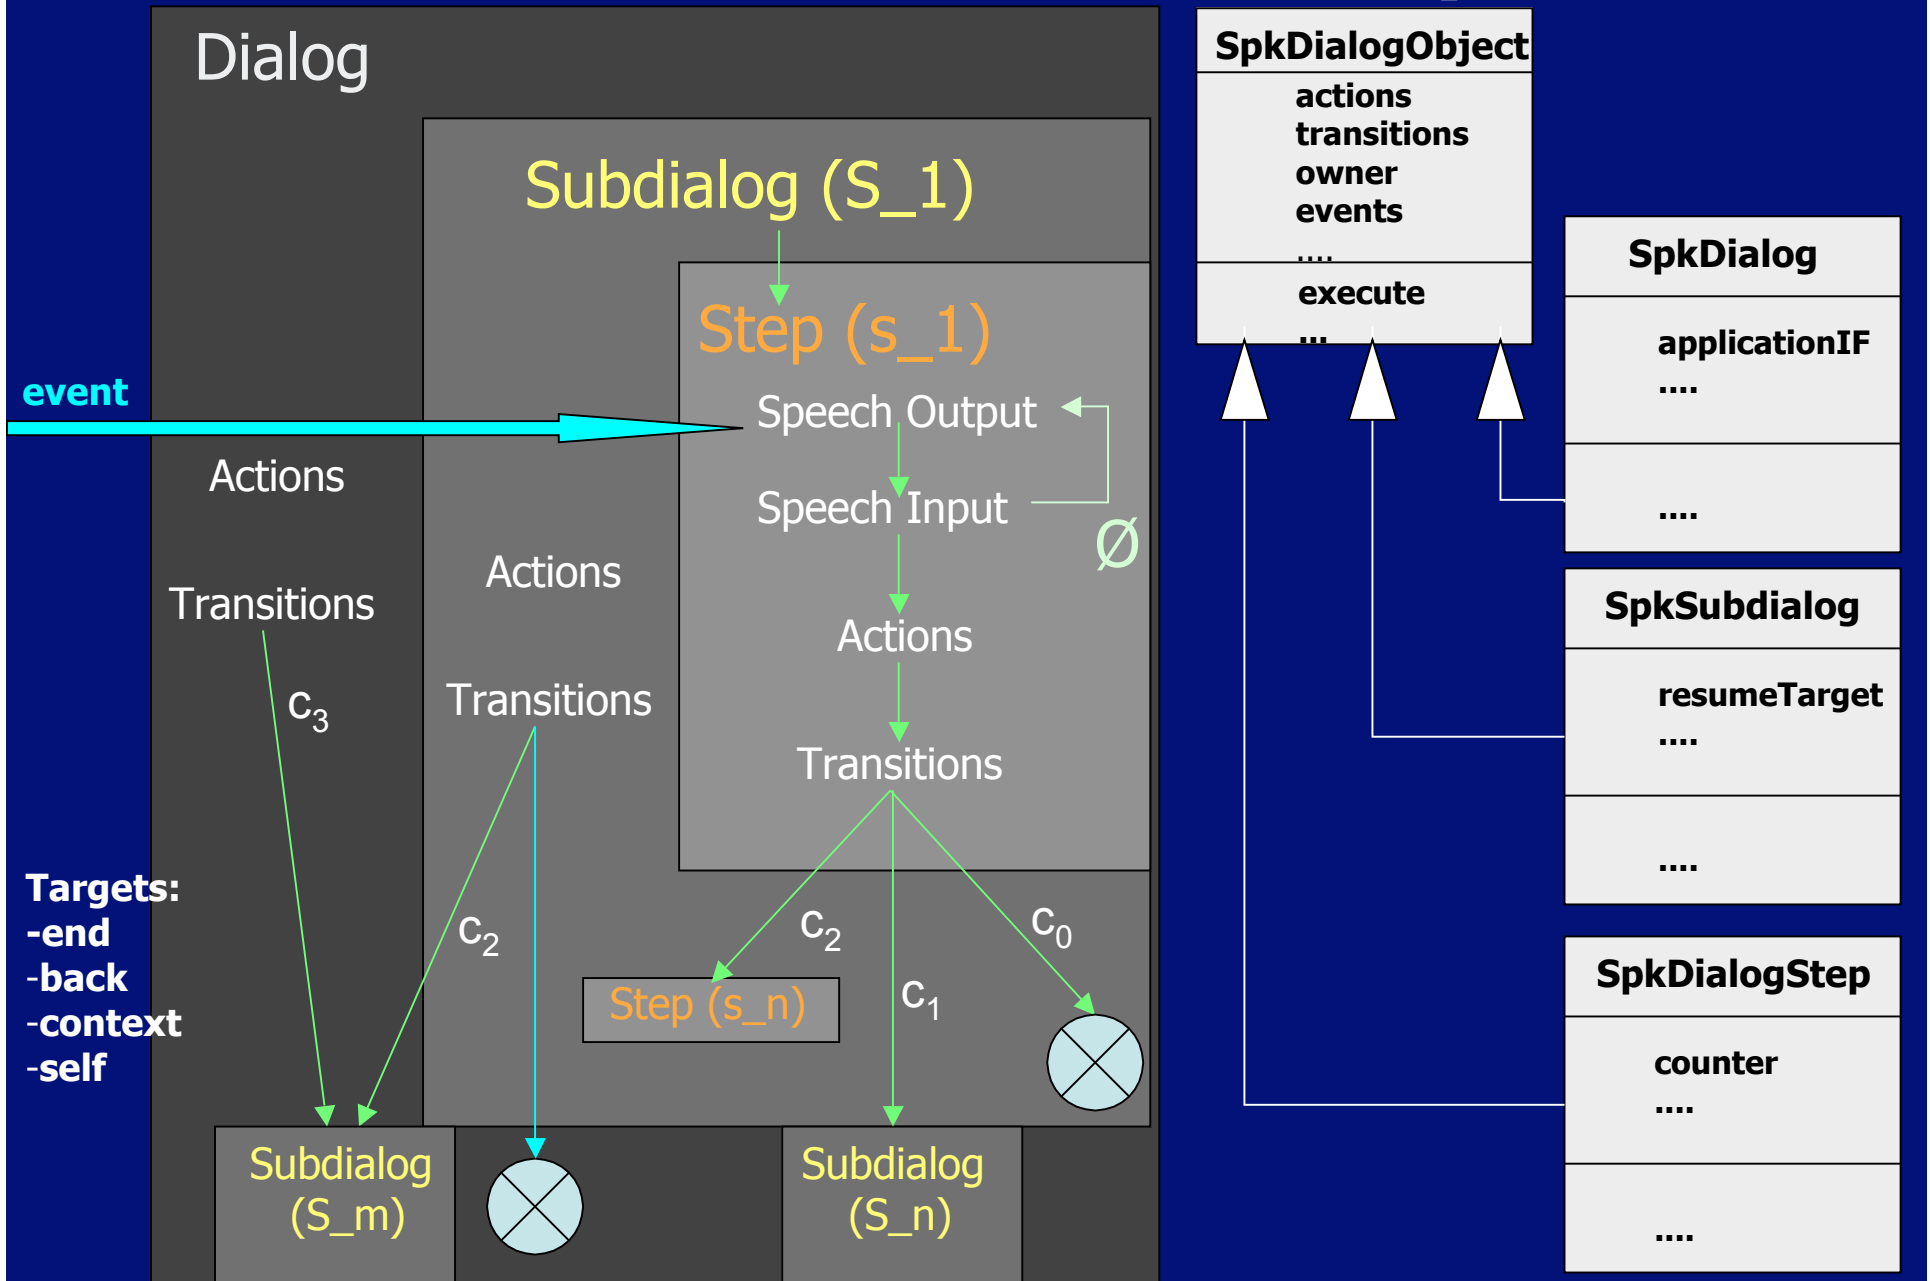 Dialog
Subdialog (S_1)
Step (s_1)
event
Speech Output
Actions
Speech Input
Ø
Actions
Transitions
Actions
Transitions
c₃
Transitions
Targets:
-end
-back
-context
-self
c₂
c₂
c₁
c₀
Step (s_n)
Subdialog
(S_m)
Subdialog
(S_n)
SpkDialogObject
actions
transitions
owner
events
....
execute
...
SpkDialog
applicationIF
....
....
SpkSubdialog
resumeTarget
....
....
SpkDialogStep
counter
....
....